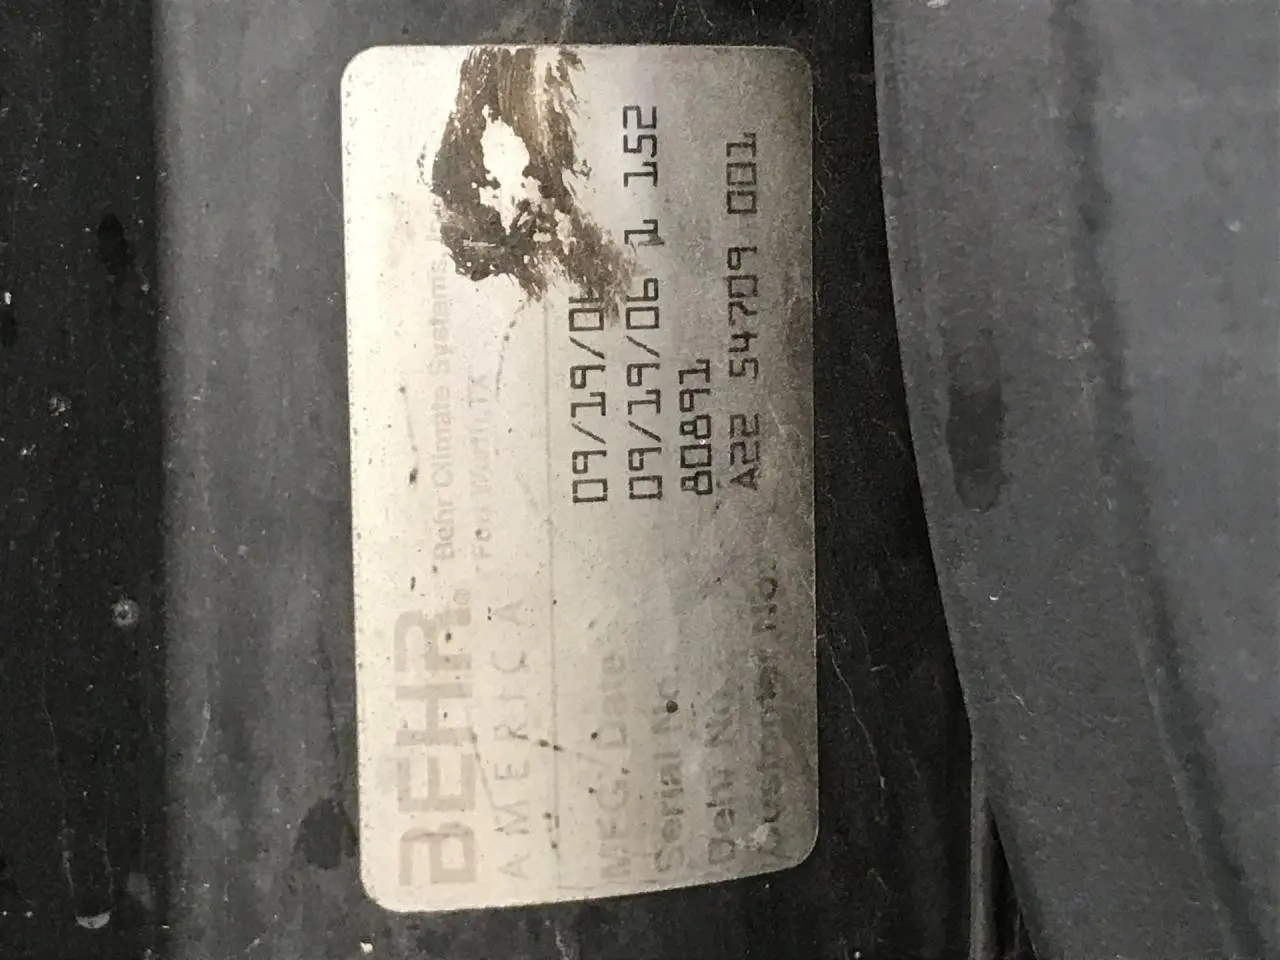 BEHR®
AMERICA
Behr Climate Systems, Inc
Fort Worth, TX
MFG. Date 09/19/06
Serial No 09/19/06 1 152
Behr No. 80891
Customer No. A22 54709 001